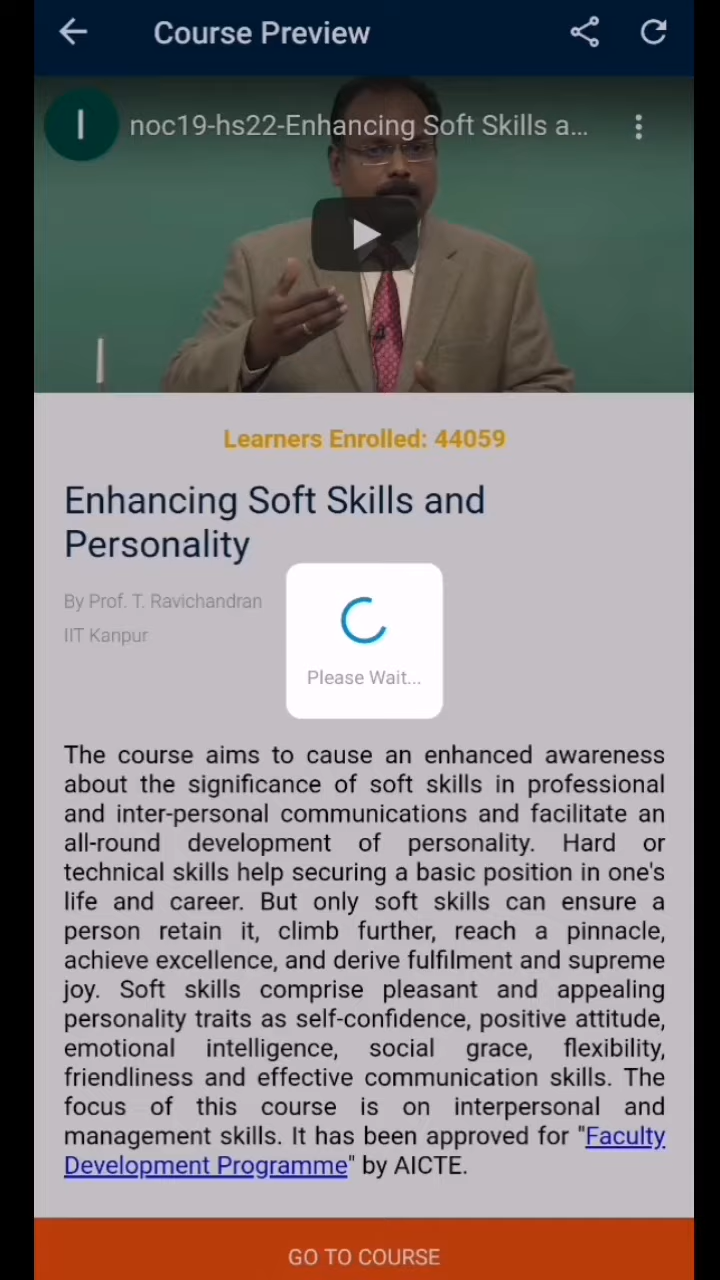 Course Preview
I
noc19-hs22-Enhancing Soft Skills a...
Learners Enrolled: 44059
Enhancing Soft Skills and
Personality
By Prof. T. Ravichandran
IIT Kanpur
Please Wait...
The course aims to cause an enhanced awareness
about the significance of soft skills in professional
and inter-personal communications and facilitate an
all-round development of personality. Hard or
technical skills help securing a basic position in one's
life and career. But only soft skills can ensure a
person retain it, climb further, reach a pinnacle,
achieve excellence, and derive fulfilment and supreme
joy. Soft skills comprise pleasant and appealing
personality traits as self-confidence, positive attitude,
emotional intelligence, social grace, flexibility,
friendliness and effective communication skills. The
focus of this course is on interpersonal and
management skills. It has been approved for "Faculty
Development Programme" by AICTE.
GO TO COURSE